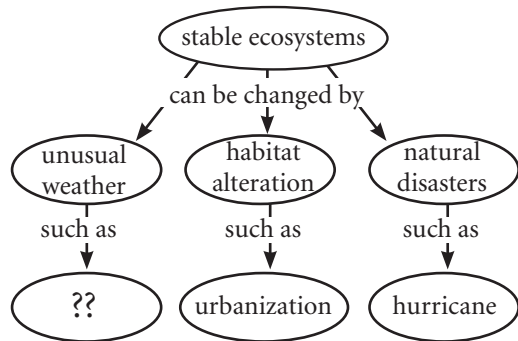 stable ecosystems
can be changed by
unusual
weather
habitat
alteration
natural
disasters
such as
such as
such as
??
urbanization
hurricane